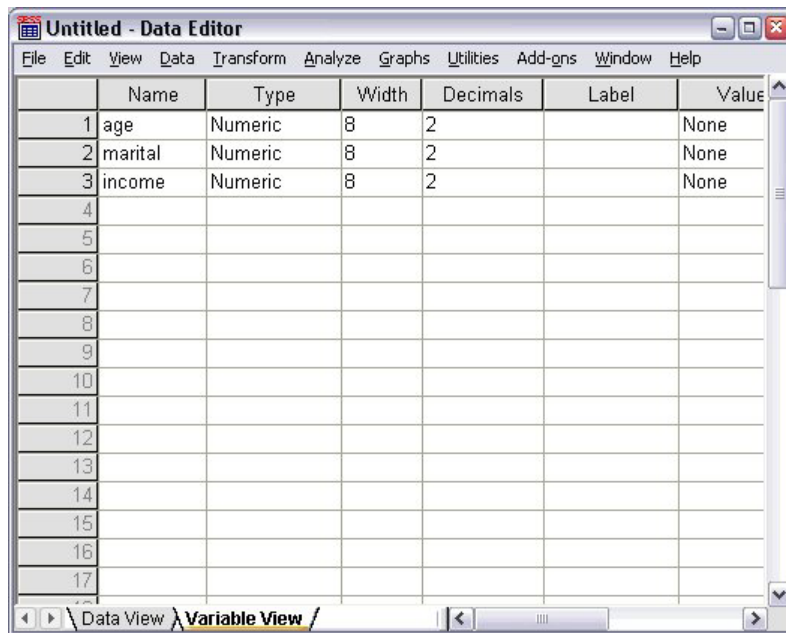 Untitled - Data Editor
File Edit View Data Transform Analyze Graphs Utilities Add-ons Window Help
Name Type Width Decimals Label Value
1 age Numeric 8 2 None
2 marital Numeric 8 2 None
3 income Numeric 8 2 None
4
5
6
7
8
9
10
11
12
13
14
15
16
17
Data View Variable View